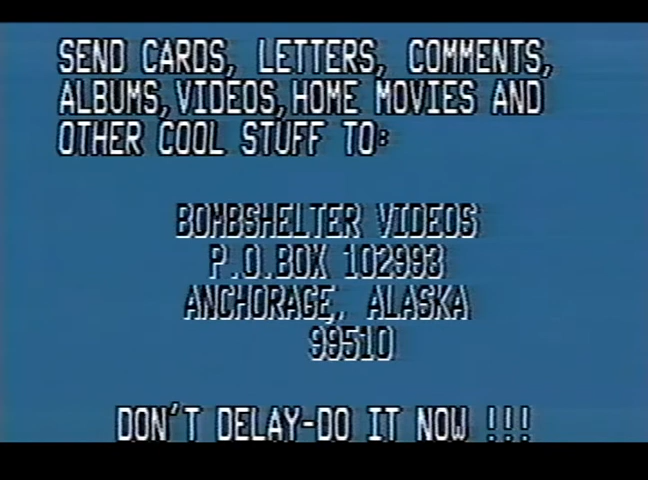 SEND CARDS, LETTERS, COMMENTS,
ALBUMS,VIDEOS,HOME MOVIES AND
OTHER COOL STUFF TO:
BOMBSHELTER VIDEOS
P.O.BOX 102993
ANCHORAGE, ALASKA
99510
DON'T DELAY-DO IT NOW !!!